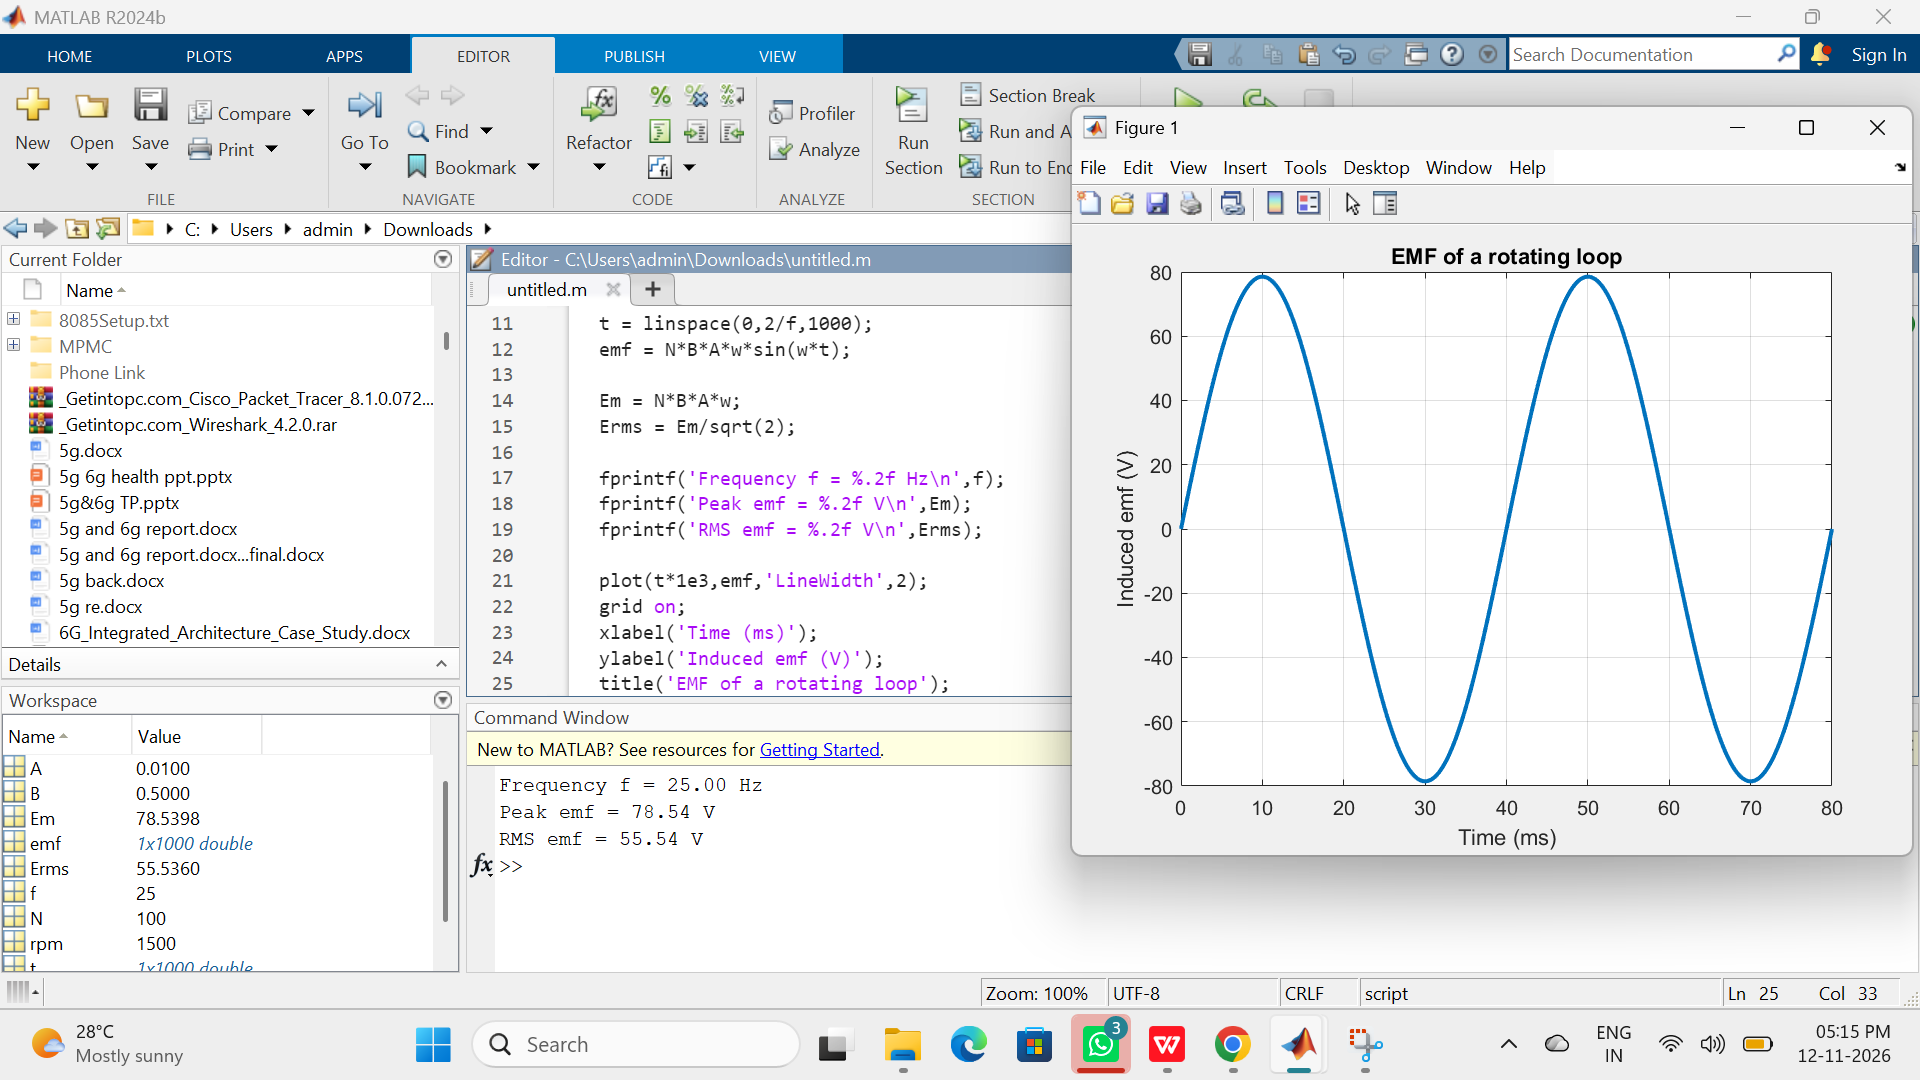 MATLAB R2024b
HOME
PLOTS
APPS
EDITOR
PUBLISH
VIEW
Search Documentation
Sign In
New
Open
Save
Compare
Print
FILE
Go To
Find
Bookmark
NAVIGATE
Refactor
CODE
Profiler
Analyze
ANALYZE
Run
Section
Section Break
Run and A
Run to End
SECTION
C:
Users
admin
Downloads
Current Folder
Name
8085Setup.txt
MPMC
Phone Link
_Getintopc.com_Cisco_Packet_Tracer_8.1.0.072...
_Getintopc.com_Wireshark_4.2.0.rar
5g.docx
5g 6g health ppt.pptx
5g&6g TP.pptx
5g and 6g report.docx
5g and 6g report.docx...final.docx
5g back.docx
5g re.docx
6G_Integrated_Architecture_Case_Study.docx
Details
Workspace
Name
Value
A 0.0100
B 0.5000
Em 78.5398
emf 1x1000 double
Erms 55.5360
f 25
N 100
rpm 1500
t 1x1000 double
Editor - C:\Users\admin\Downloads\untitled.m
untitled.m
11 t = linspace(0,2/f,1000);
12 emf = N*B*A*w*sin(w*t);
13
14 Em = N*B*A*w;
15 Erms = Em/sqrt(2);
16
17 fprintf('Frequency f = %.2f Hz\n',f);
18 fprintf('Peak emf = %.2f V\n',Em);
19 fprintf('RMS emf = %.2f V\n',Erms);
20
21 plot(t*1e3,emf,'LineWidth',2);
22 grid on;
23 xlabel('Time (ms)');
24 ylabel('Induced emf (V)');
25 title('EMF of a rotating loop');
Command Window
New to MATLAB? See resources for Getting Started.
Frequency f = 25.00 Hz
Peak emf = 78.54 V
RMS emf = 55.54 V
fx >>
Figure 1
File Edit View Insert Tools Desktop Window Help
EMF of a rotating loop
80
60
40
20
0
-20
-40
-60
-80
Induced emf (V)
0 10 20 30 40 50 60 70 80
Time (ms)
Zoom: 100%
UTF-8
CRLF
script
Ln 25
Col 33
28°C
Mostly sunny
Search
3
ENG
IN
05:15 PM
12-11-2026